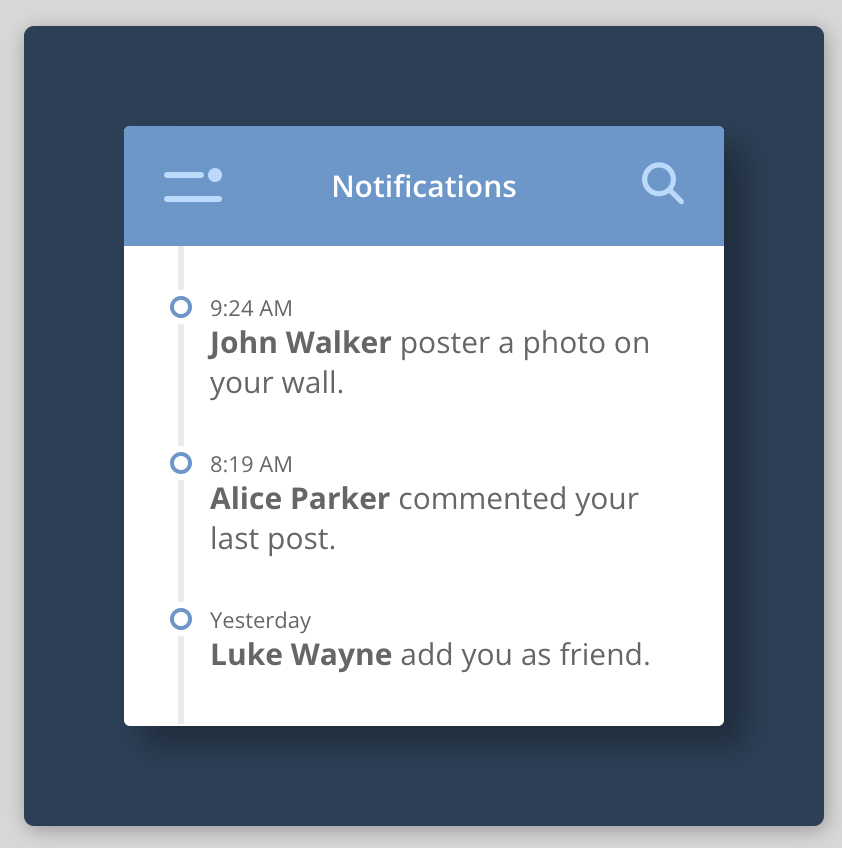 Notifications
9:24 AM
John Walker poster a photo on
your wall.
8:19 AM
Alice Parker commented your
last post.
Yesterday
Luke Wayne add you as friend.